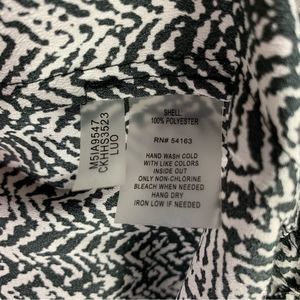 M51A9547
CKHHS3523
LUO
SHELL
100% POLYESTER
RN# 54163
HAND WASH COLD
WITH LIKE COLORS
INSIDE OUT
ONLY NON-CHLORINE
BLEACH WHEN NEEDED
HANG DRY
IRON LOW IF NEEDED